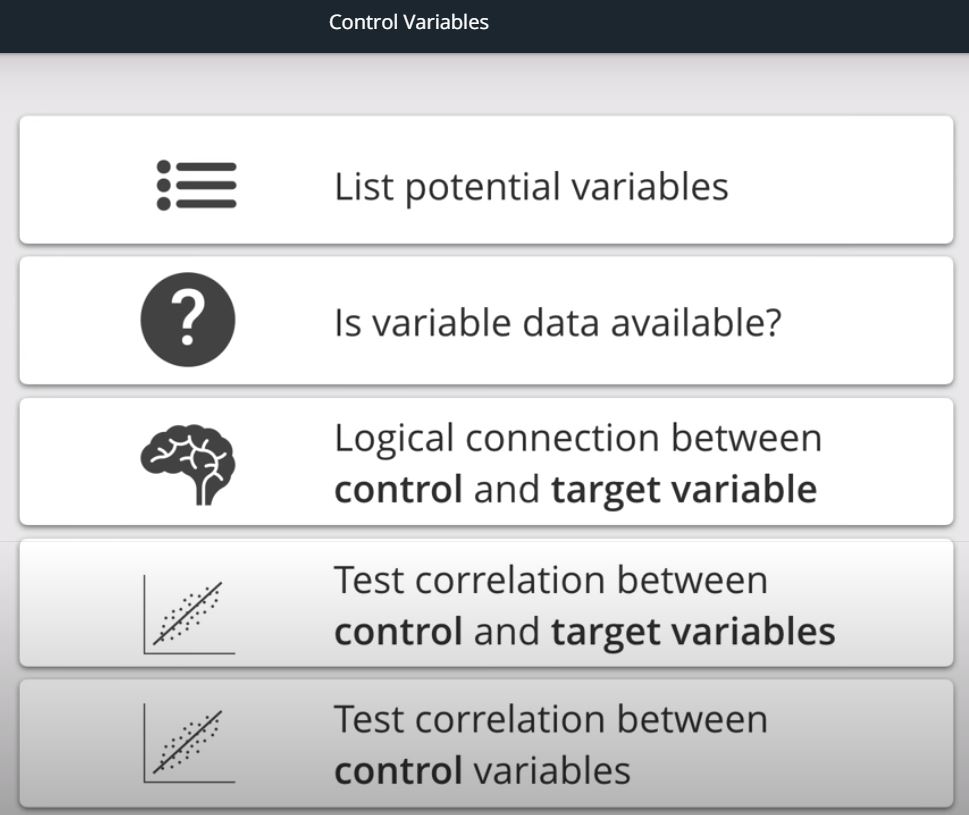 Control Variables
List potential variables
?
Is variable data available?
Logical connection between
control and target variable
Test correlation between
control and target variables
Test correlation between
control variables